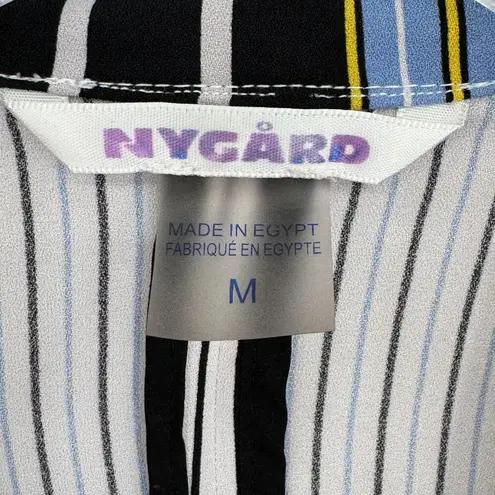 NYGÅRD
MADE IN EGYPT
FABRIQUÉ EN EGYPTE
M